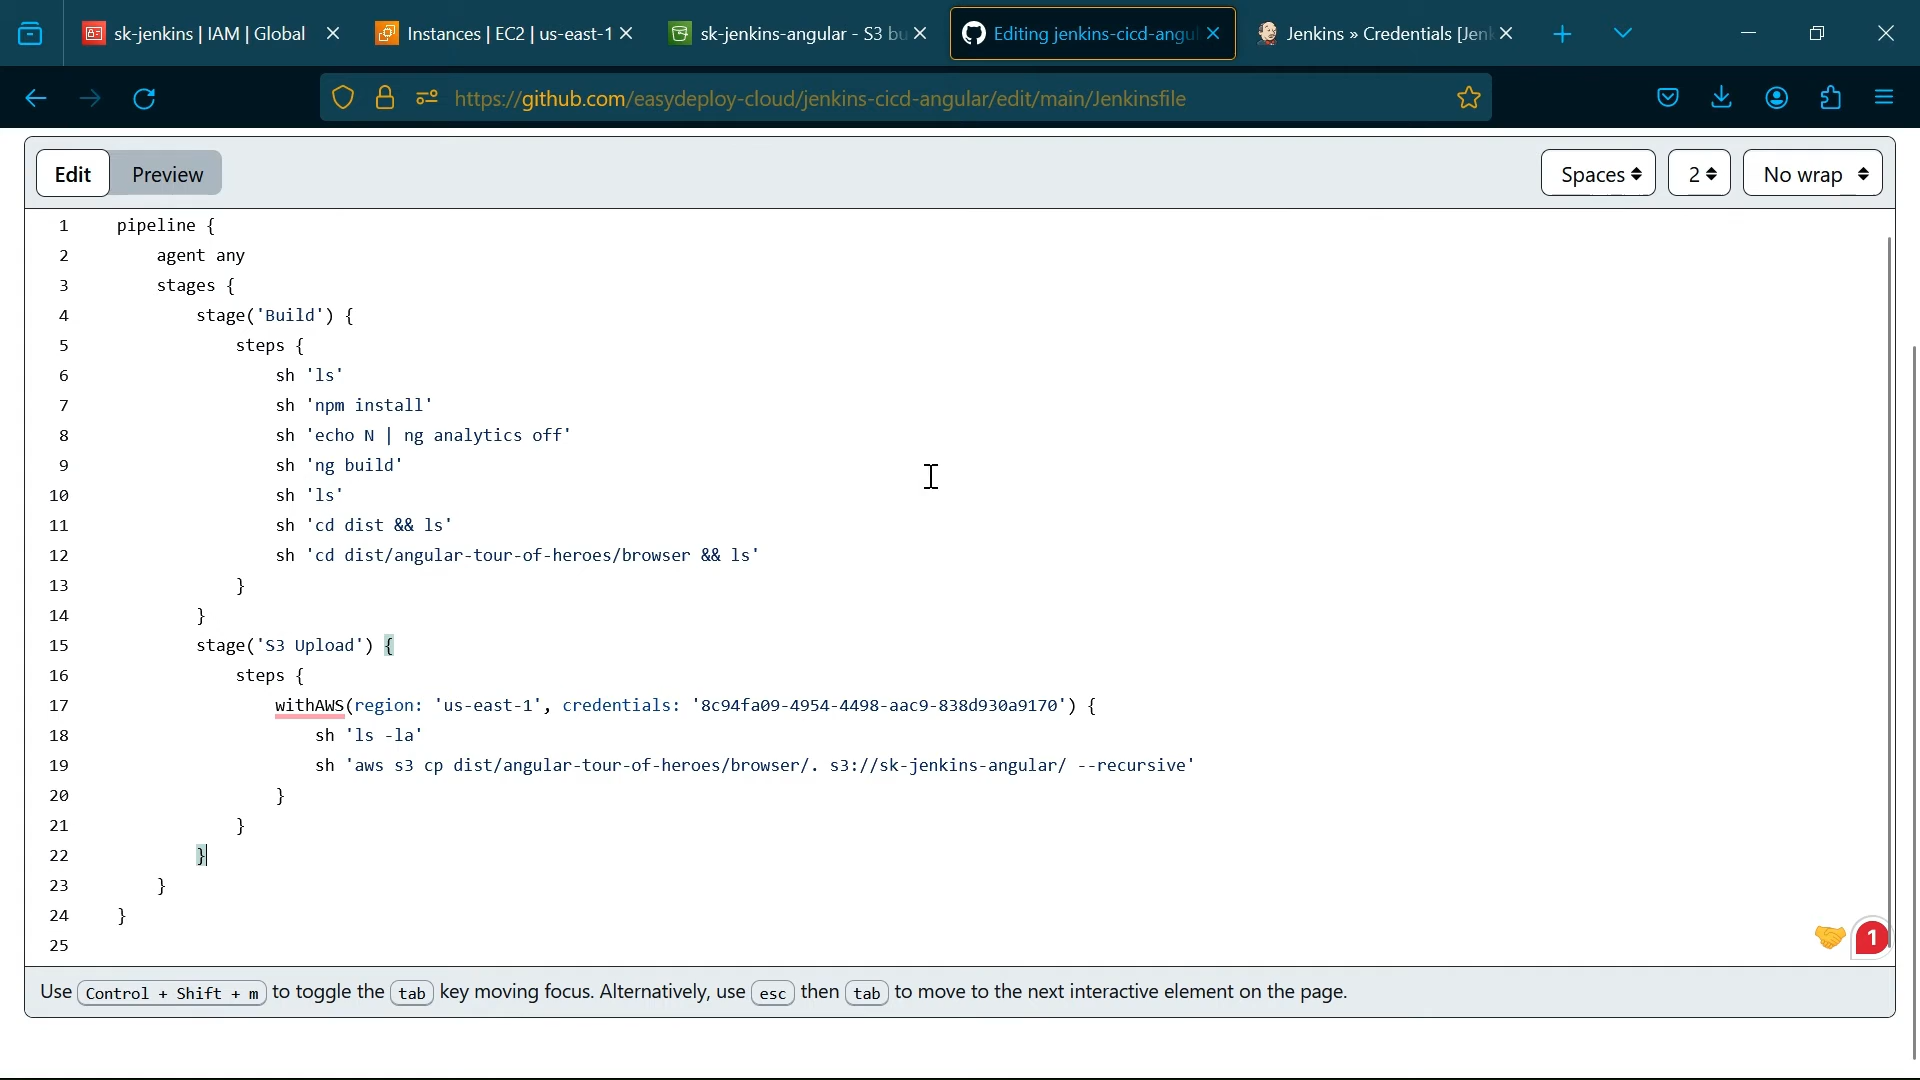 sk-jenkins | IAM | Global
Instances | EC2 | us-east-1
sk-jenkins-angular - S3 bu
Editing jenkins-cicd-angul
Jenkins » Credentials [Jenk
https://github.com/easydeploy-cloud/jenkins-cicd-angular/edit/main/Jenkinsfile
Edit
Preview
Spaces
2
No wrap
1 pipeline {
2 agent any
3 stages {
4 stage('Build') {
5 steps {
6 sh 'ls'
7 sh 'npm install'
8 sh 'echo N | ng analytics off'
9 sh 'ng build'
10 sh 'ls'
11 sh 'cd dist && ls'
12 sh 'cd dist/angular-tour-of-heroes/browser && ls'
13 }
14 }
15 stage('S3 Upload') {
16 steps {
17 withAWS(region: 'us-east-1', credentials: '8c94fa09-4954-4498-aac9-838d930a9170') {
18 sh 'ls -la'
19 sh 'aws s3 cp dist/angular-tour-of-heroes/browser/. s3://sk-jenkins-angular/ --recursive'
20 }
21 }
22 }
23 }
24 }
25
1
Use Control + Shift + m to toggle the tab key moving focus. Alternatively, use esc then tab to move to the next interactive element on the page.